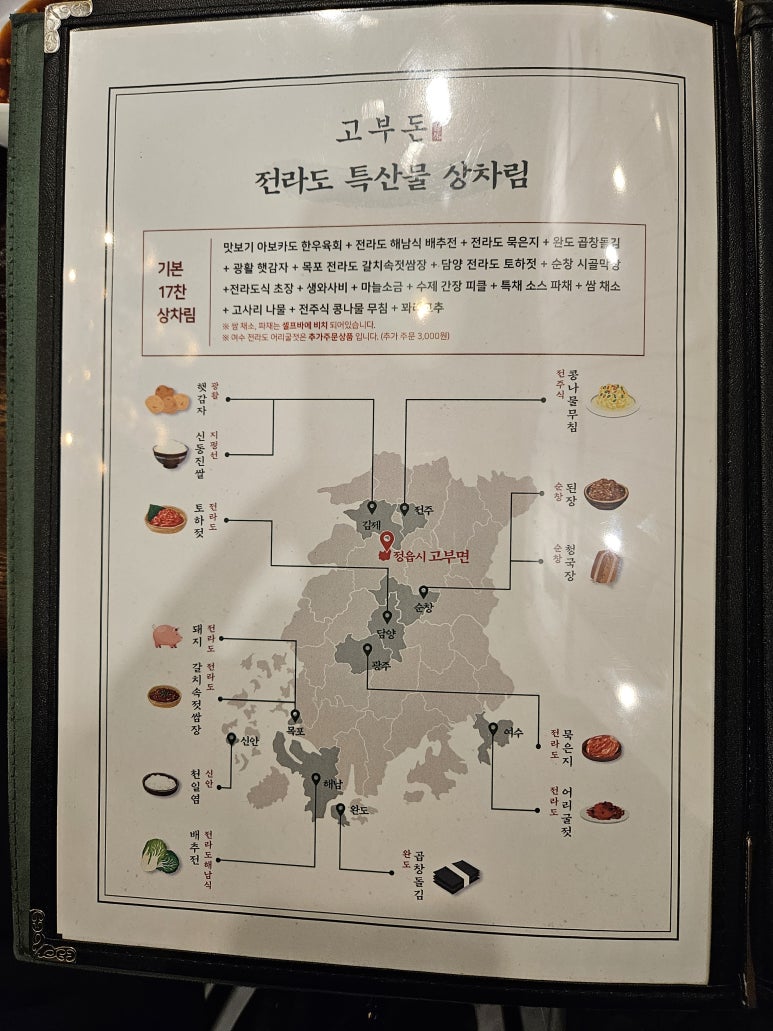 고부돈
전라도 특산물 상차림
기본
17찬
상차림
맛보기 아보카도 한우육회 + 전라도 해남식 배추전 + 전라도 묵은지 + 완도 곱창돌김
+ 광활 햇감자 + 목포 전라도 갈치속젓쌈장 + 담양 전라도 토하젓 + 순창 시골막장
+전라도식 초장 + 생와사비 + 마늘소금 + 수제 간장 피클 + 특채 소스 파채 + 쌈 채소
+ 고사리 나물 + 전주식 콩나물 무침 + 꽈리고추
※ 쌈 채소, 파채는 셀프바에 비치 되어있습니다.
※ 여수 전라도 어리굴젓은 추가주문상품 입니다. (추가 주문 3,000원)
광활
햇감자
지평선
신동진쌀
전라도
토하젓
전라도
돼지
전라도
갈치속젓쌈장
신안
천일염
전라도해남식
배추전
전주식
콩나물무침
순창
된장
순창
청국장
전라도
묵은지
전라도
어리굴젓
완도
곱창돌김
김제
전주
정읍시 고부면
순창
담양
광주
목포
신안
여수
해남
완도